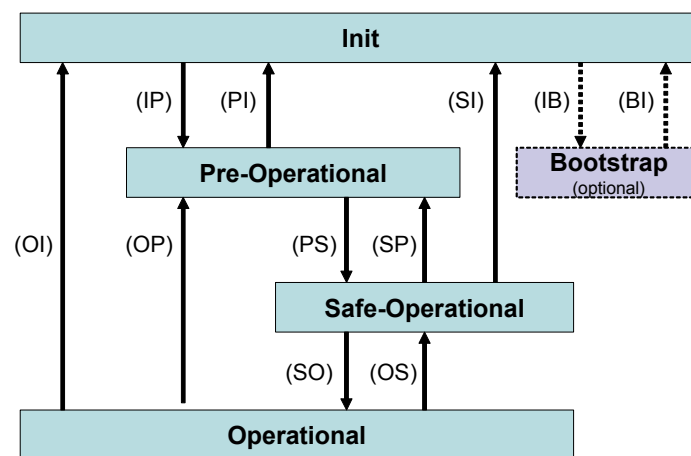 Init
(IP)
(PI)
(SI)
(IB)
(BI)
Pre-Operational
Bootstrap
(optional)
(OI)
(OP)
(PS)
(SP)
Safe-Operational
(SO)
(OS)
Operational